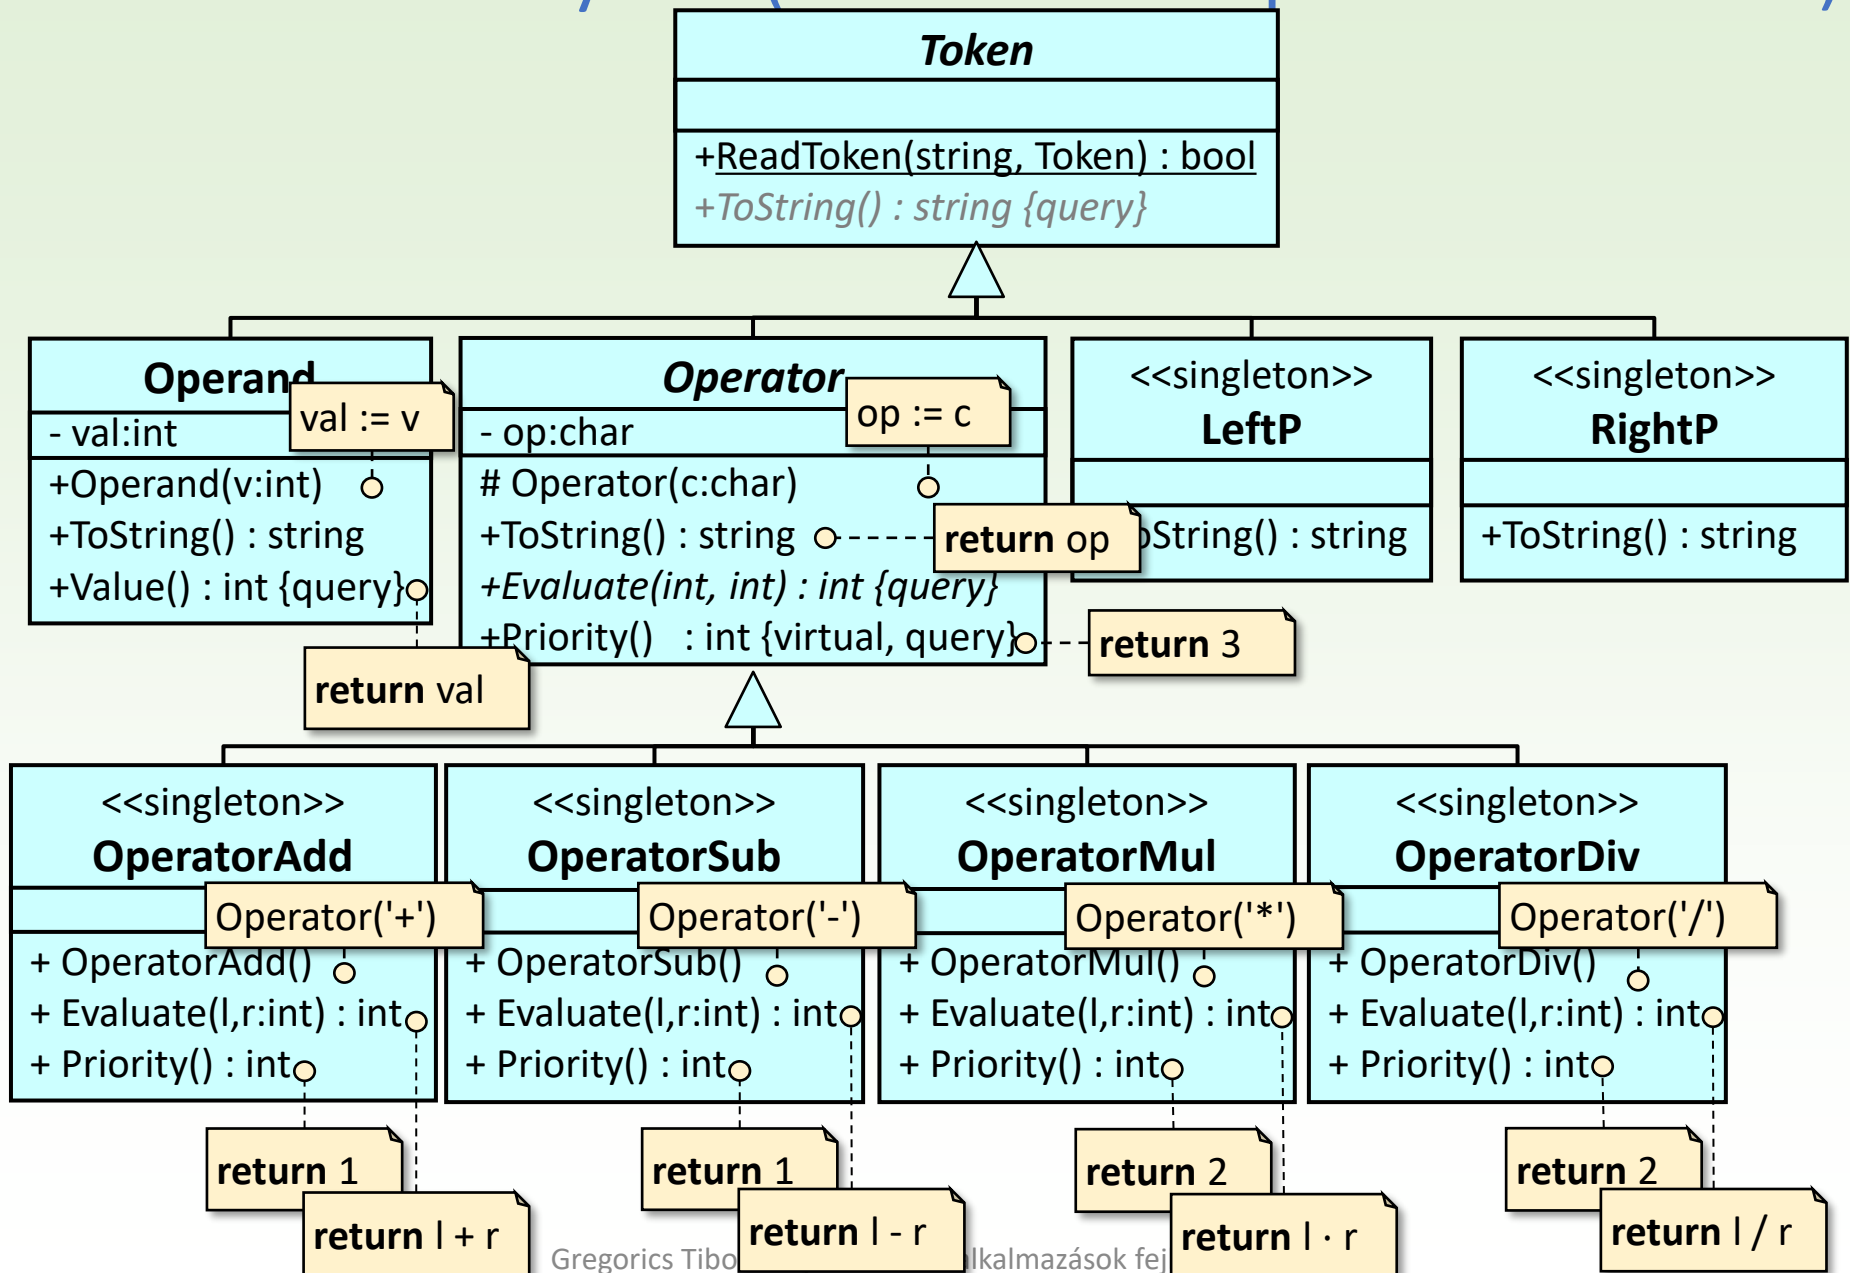 Token
+ReadToken(string, Token) : bool
+ToString() : string {query}
Operand
val := v
- val:int
+Operand(v:int)
+ToString() : string
+Value() : int {query}
return val
Operator
op := c
- op:char
# Operator(c:char)
+ToString() : string
return op
+Evaluate(int, int) : int {query}
+Priority() : int {virtual, query}
return 3
<<singleton>>
LeftP
oString() : string
<<singleton>>
RightP
+ToString() : string
<<singleton>>
OperatorAdd
Operator('+')
+ OperatorAdd()
+ Evaluate(l,r:int) : int
+ Priority() : int
return 1
return l + r
<<singleton>>
OperatorSub
Operator('-')
+ OperatorSub()
+ Evaluate(l,r:int) : int
+ Priority() : int
return 1
return l - r
<<singleton>>
OperatorMul
Operator('*')
+ OperatorMul()
+ Evaluate(l,r:int) : int
+ Priority() : int
return 2
return l · r
<<singleton>>
OperatorDiv
Operator('/')
+ OperatorDiv()
+ Evaluate(l,r:int) : int
+ Priority() : int
return 2
return l / r
Gregorics Tibo lkalmazások fej